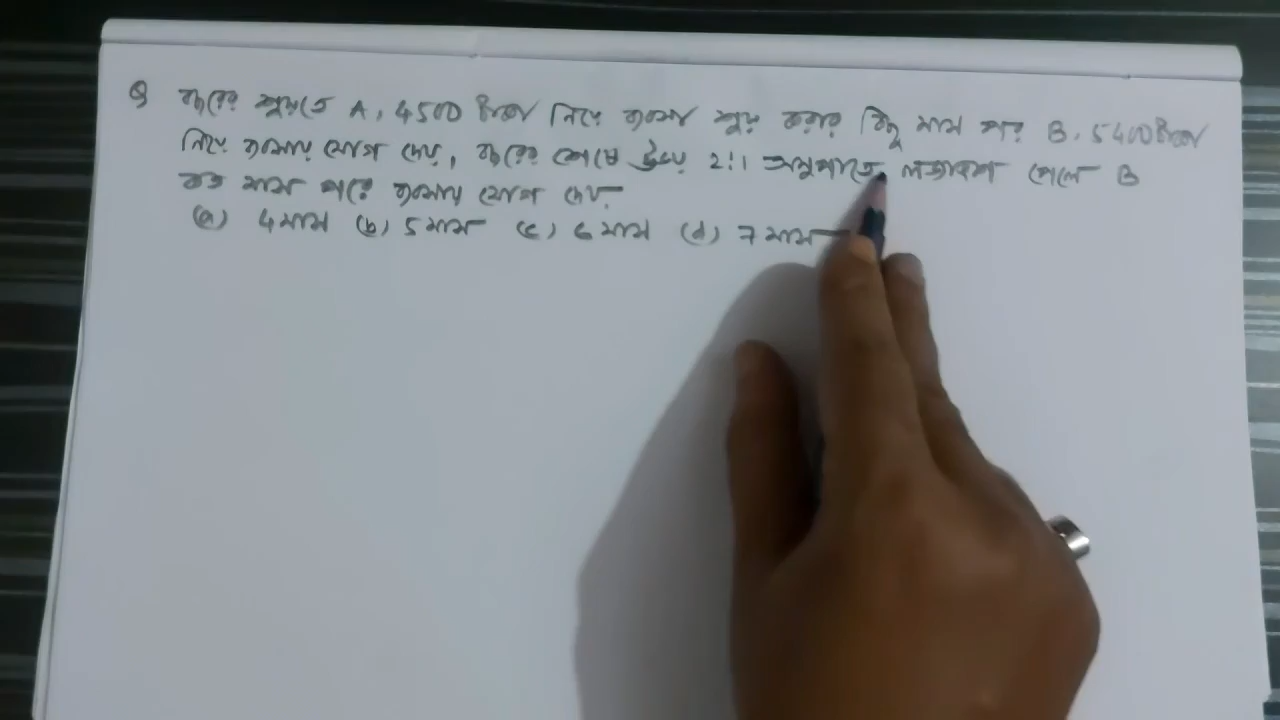 Q বছরের শুরুতে A, 4500 টাকা নিয়ে ব্যবসা শুরু করার কিছু মাস পর B, 5400 টাকা
নিয়ে ব্যবসায় যোগ দেয়, বছরের শেষে উভয় 2:1 অনুপাতে লভ্যাংশ পেলে B
কত মাস পরে ব্যবসায় যোগ দেয়
(a) 4 মাস (b) 5 মাস (c) 6 মাস (d) 7 মাস